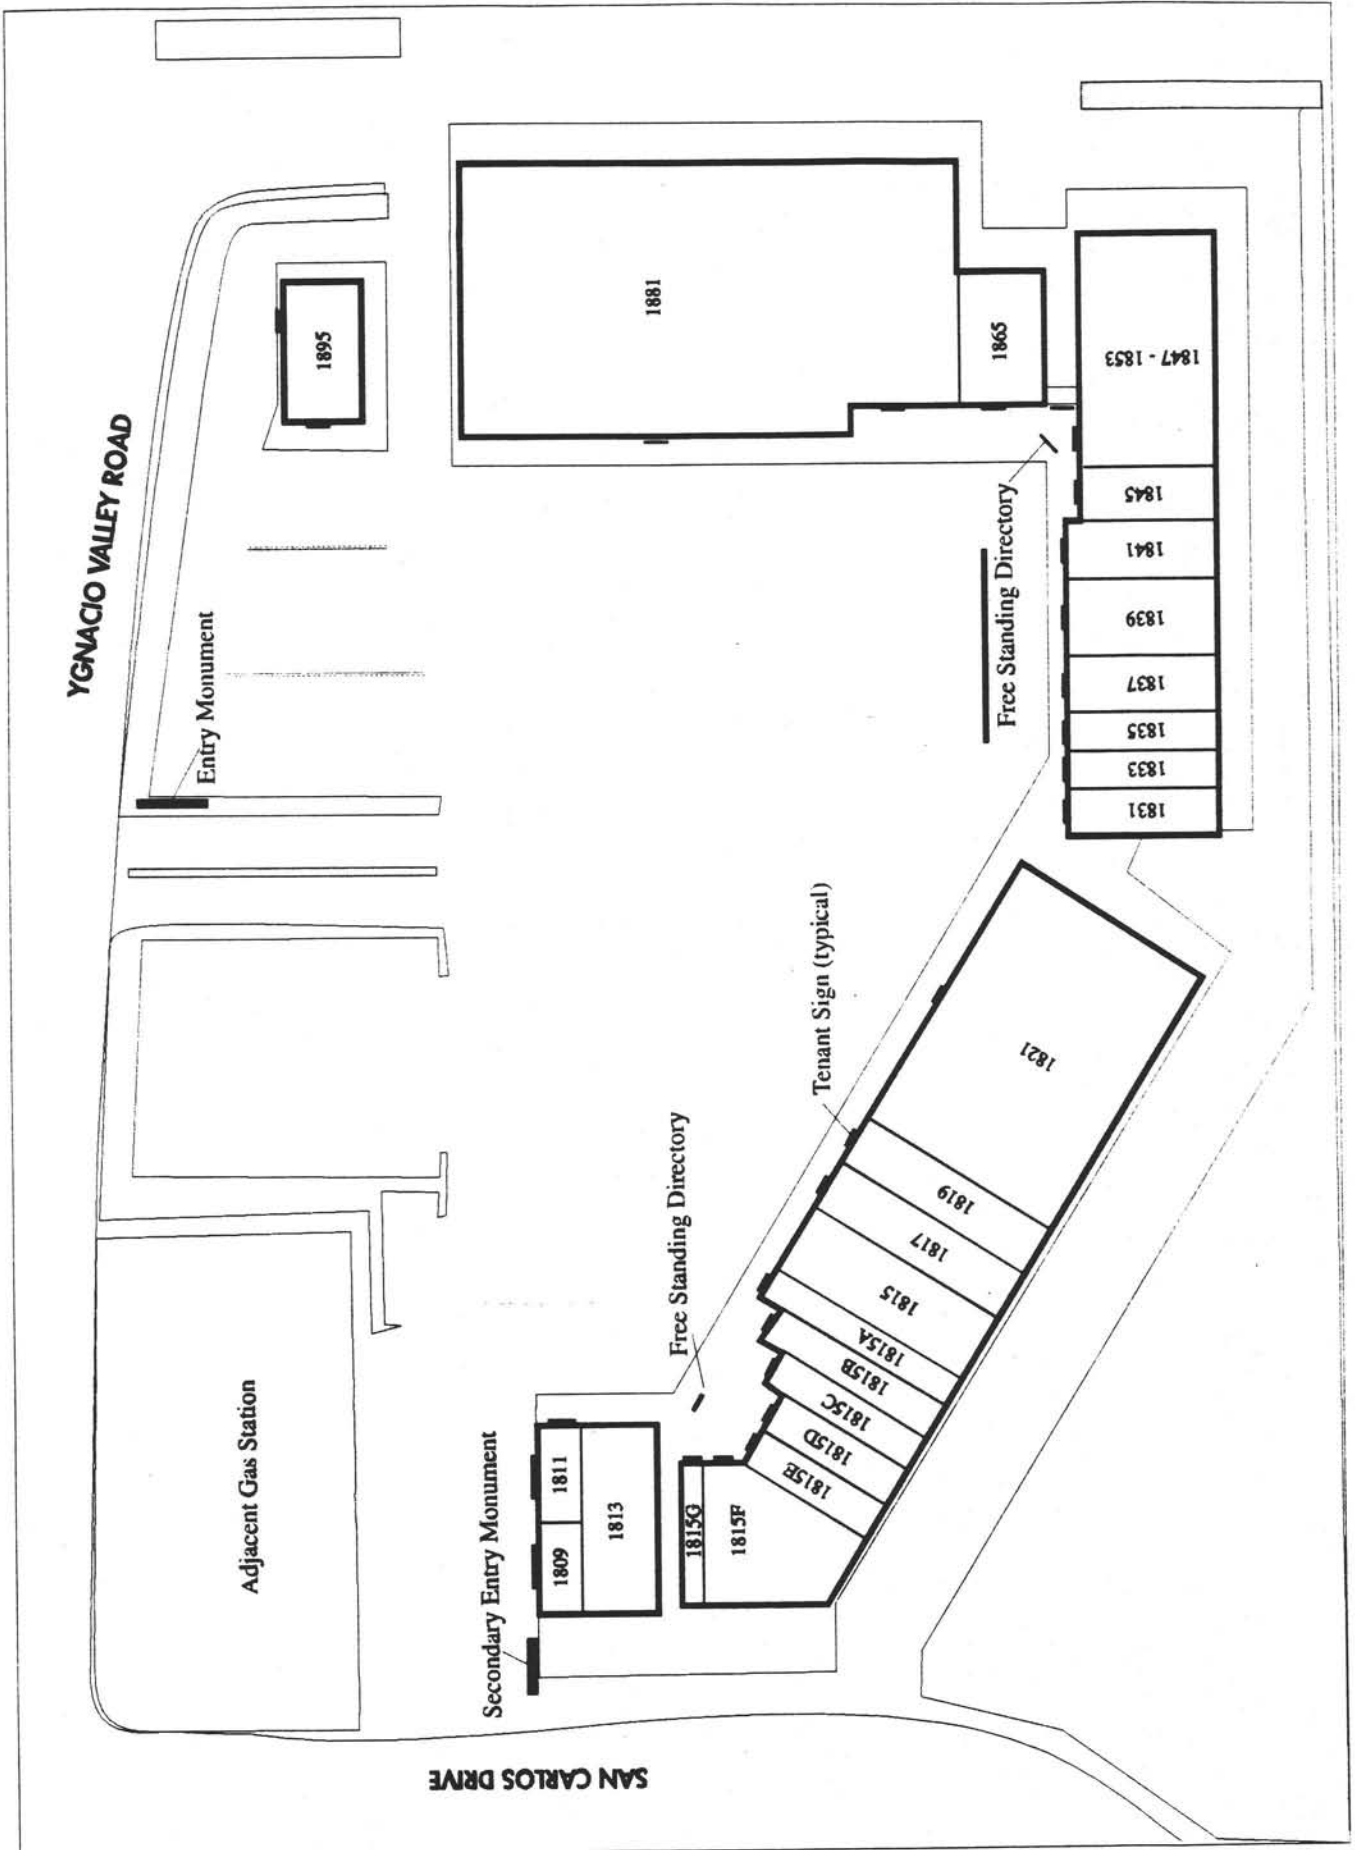 YGNACIO VALLEY ROAD
Entry Monument
1895
1881
1865
1847 - 1853
1845
1841
1839
1837
1835
1833
1831
Free Standing Directory
Tenant Sign (typical)
Free Standing Directory
1821
1819
1817
1815
1815A
1815B
1815C
1815D
1815E
1815F
1815G
1811
1809
1813
Secondary Entry Monument
Adjacent Gas Station
SAN CARLOS DRIVE